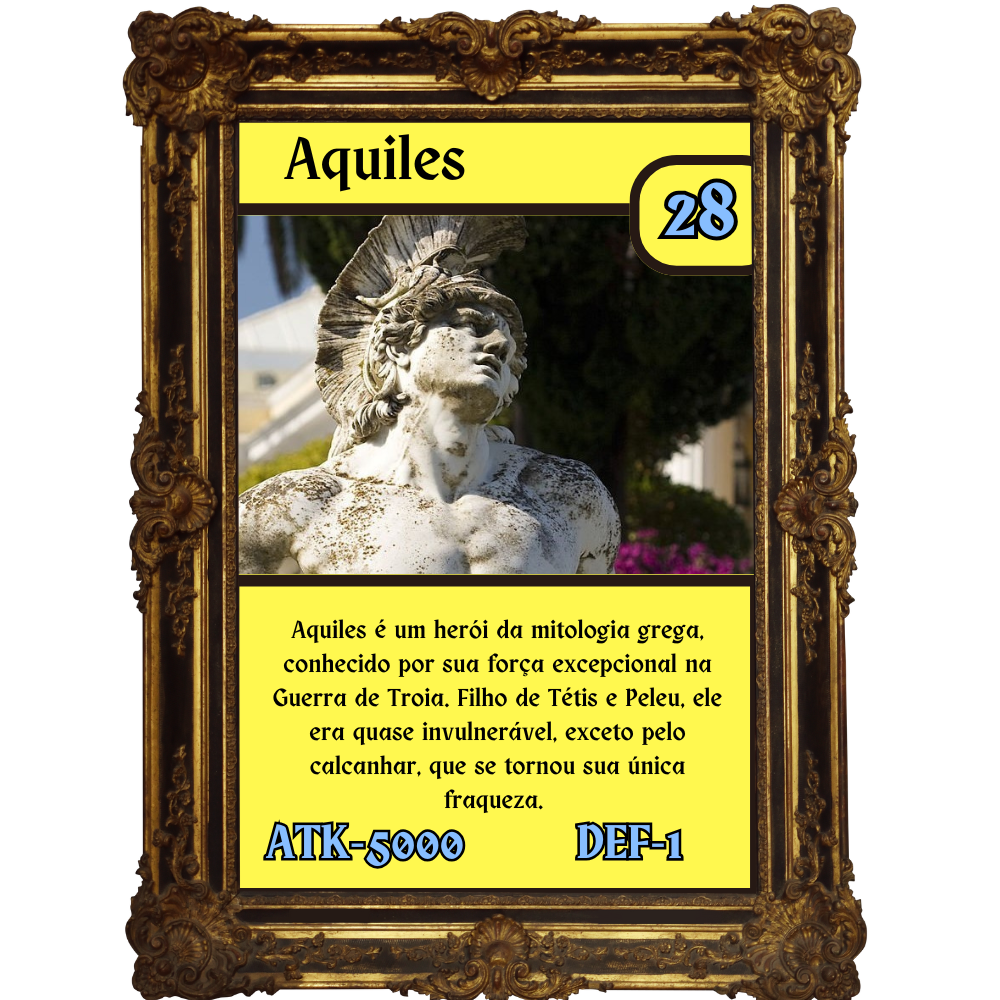 Aquiles
28
Aquiles é um herói da mitologia grega,
conhecido por sua força excepcional na
Guerra de Troia. Filho de Tétis e Peleu, ele
era quase invulnerável, exceto pelo
calcanhar, que se tornou sua única
fraqueza.
ATK-5000 DEF-1